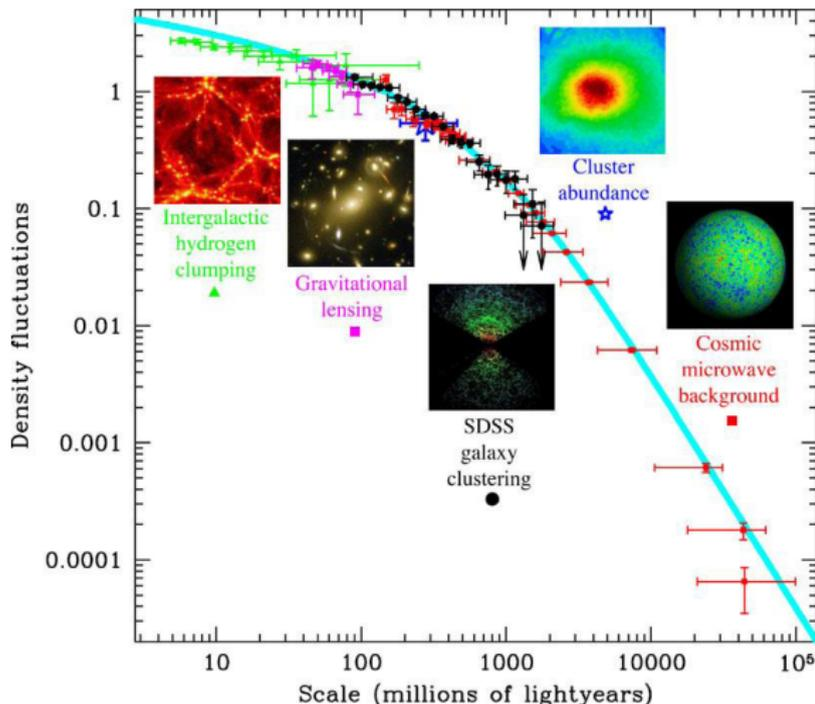 Density fluctuations
1
0.1
0.01
0.001
0.0001
Intergalactic
hydrogen
clumping
Gravitational
lensing
SDSS
galaxy
clustering
Cluster
abundance
Cosmic
microwave
background
10
100
1000
10000
10⁵
Scale (millions of lightyears)